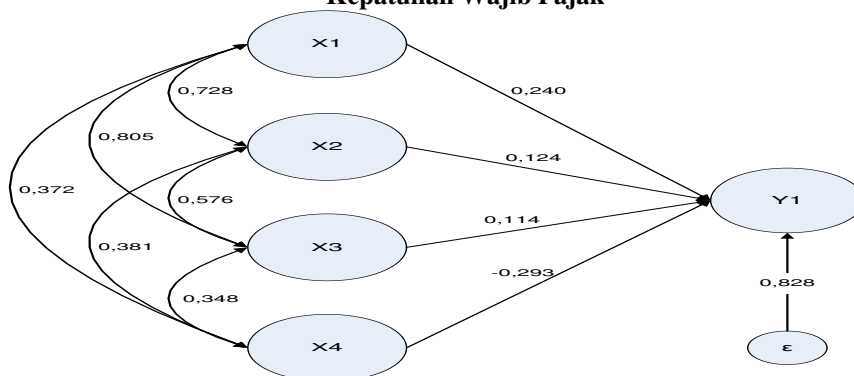 Kepatuhan Wajib Pajak
X1
0,728
0,240
0,805
X2
0,124
0,372
0,576
Y1
0,114
0,381
X3
-0,293
0,348
0,828
X4
ε